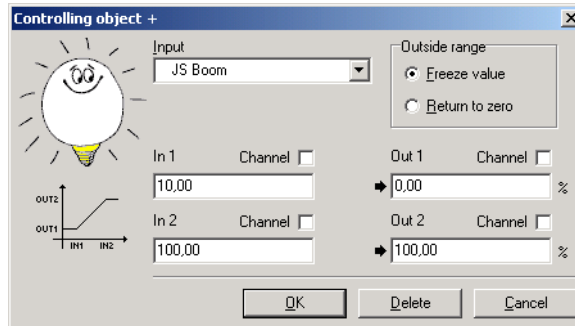 Controlling object +
Input
JS Boom
Outside range
Freeze value
Return to zero
In 1 Channel
Out 1 Channel
10,00
0,00 %
In 2 Channel
Out 2 Channel
100,00
100,00 %
OUT2
OUT1
IN1 IN2
OK Delete Cancel